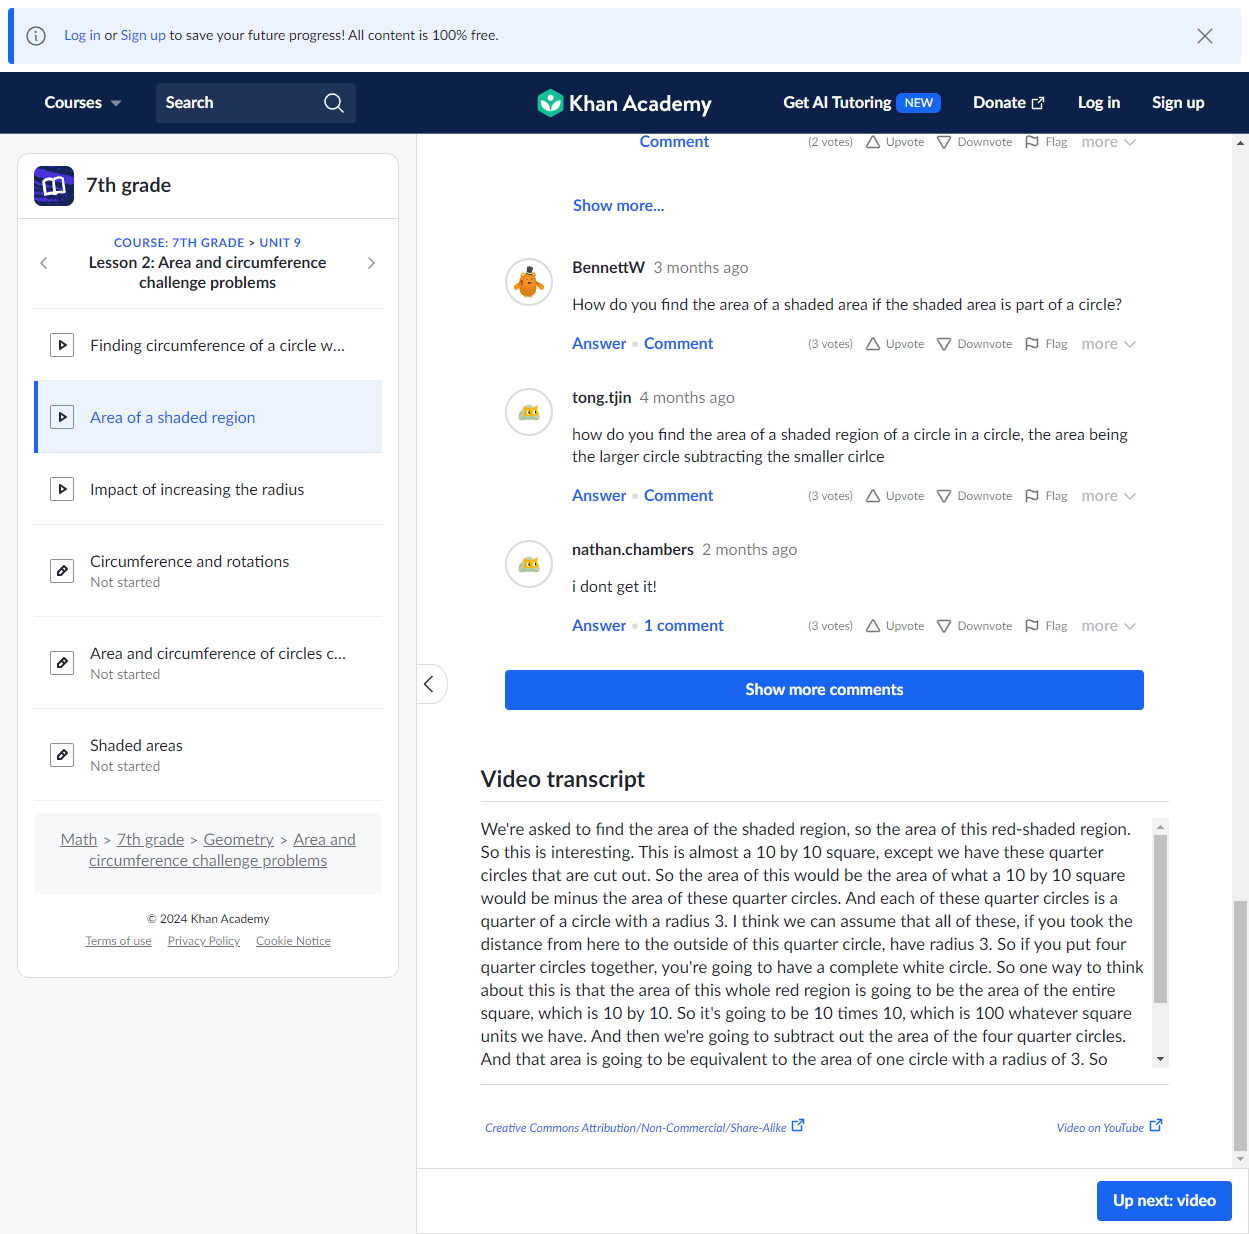 Log in or Sign up to save your future progress! All content is 100% free.
Courses
Search
Khan Academy
Get AI Tutoring NEW
Donate
Log in
Sign up
7th grade
COURSE: 7TH GRADE > UNIT 9
Lesson 2: Area and circumference
challenge problems
Finding circumference of a circle w...
Area of a shaded region
Impact of increasing the radius
Circumference and rotations
Not started
Area and circumference of circles c...
Not started
Shaded areas
Not started
Math > 7th grade > Geometry > Area and
circumference challenge problems
© 2024 Khan Academy
Terms of use Privacy Policy Cookie Notice
Comment (2 votes) Upvote Downvote Flag more
Show more...
BennettW 3 months ago
How do you find the area of a shaded area if the shaded area is part of a circle?
Answer • Comment (3 votes) Upvote Downvote Flag more
tong.tjin 4 months ago
how do you find the area of a shaded region of a circle in a circle, the area being
the larger circle subtracting the smaller cirlce
Answer • Comment (3 votes) Upvote Downvote Flag more
nathan.chambers 2 months ago
i dont get it!
Answer • 1 comment (3 votes) Upvote Downvote Flag more
Show more comments
Video transcript
We're asked to find the area of the shaded region, so the area of this red-shaded region.
So this is interesting. This is almost a 10 by 10 square, except we have these quarter
circles that are cut out. So the area of this would be the area of what a 10 by 10 square
would be minus the area of these quarter circles. And each of these quarter circles is a
quarter of a circle with a radius 3. I think we can assume that all of these, if you took the
distance from here to the outside of this quarter circle, have radius 3. So if you put four
quarter circles together, you're going to have a complete white circle. So one way to think
about this is that the area of this whole red region is going to be the area of the entire
square, which is 10 by 10. So it's going to be 10 times 10, which is 100 whatever square
units we have. And then we're going to subtract out the area of the four quarter circles.
And that area is going to be equivalent to the area of one circle with a radius of 3. So
Creative Commons Attribution/Non-Commercial/Share-Alike
Video on YouTube
Up next: video